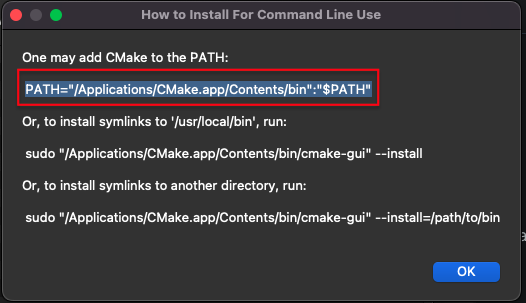 How to Install For Command Line Use
One may add CMake to the PATH:
PATH="/Applications/CMake.app/Contents/bin":"$PATH"
Or, to install symlinks to '/usr/local/bin', run:
sudo "/Applications/CMake.app/Contents/bin/cmake-gui" --install
Or, to install symlinks to another directory, run:
sudo "/Applications/CMake.app/Contents/bin/cmake-gui" --install=/path/to/bin
OK